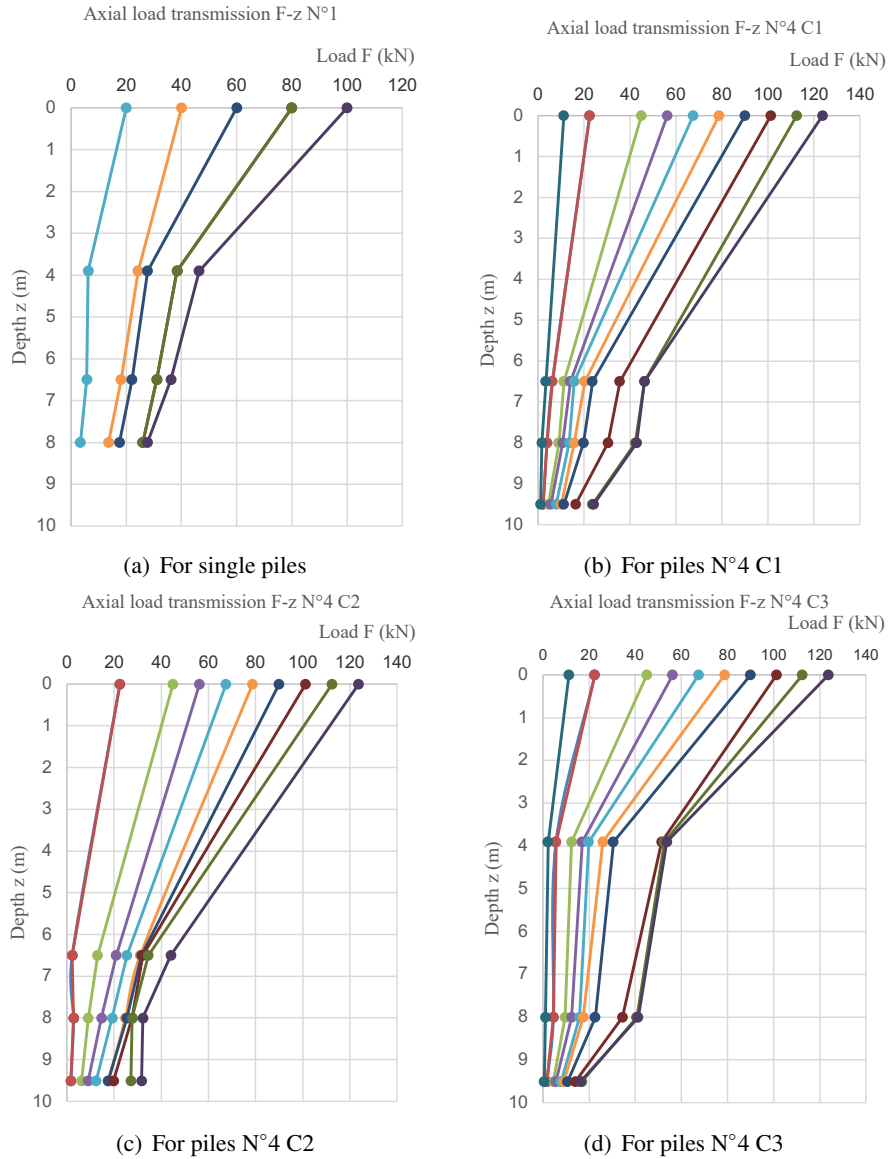 Axial load transmission F-z N°1
Load F (kN)
0 20 40 60 80 100 120
0
1
2
3
4
5
6
7
8
9
10
Depth z (m)
(a) For single piles
Axial load transmission F-z N°4 C1
Load F (kN)
0 20 40 60 80 100 120 140
0
1
2
3
4
5
6
7
8
9
10
Depth z (m)
(b) For piles N°4 C1
Axial load transmission F-z N°4 C2
Load F (kN)
0 20 40 60 80 100 120 140
0
1
2
3
4
5
6
7
8
9
10
Depth z (m)
(c) For piles N°4 C2
Axial load transmission F-z N°4 C3
Load F (kN)
0 20 40 60 80 100 120 140
0
1
2
3
4
5
6
7
8
9
10
Depth z (m)
(d) For piles N°4 C3